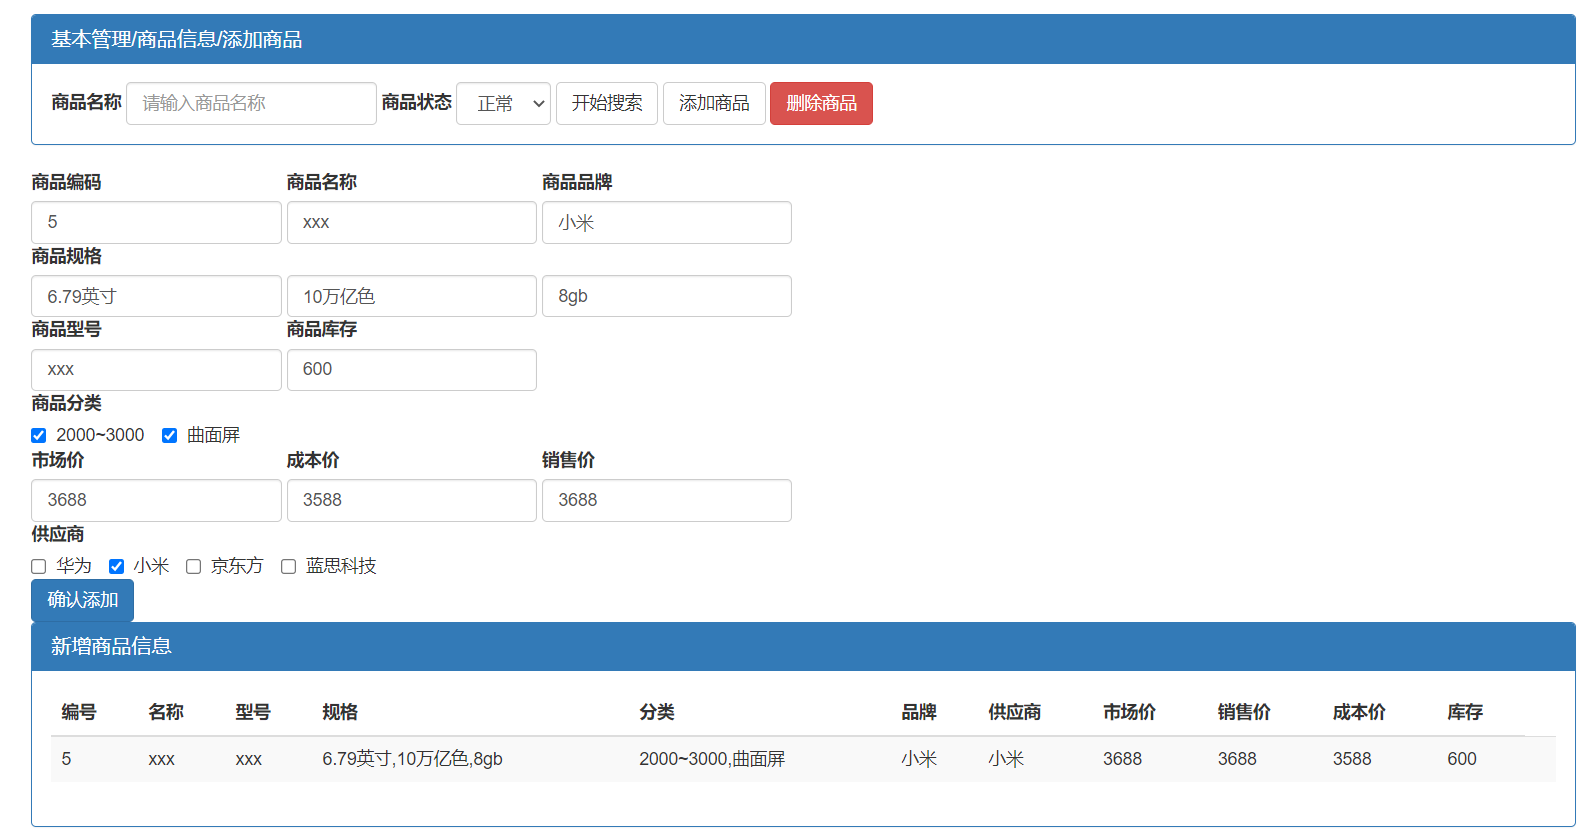 基本管理/商品信息/添加商品
商品名称 请输入商品名称 商品状态 正常 开始搜索 添加商品 删除商品
商品编码 商品名称 商品品牌
5 xxx 小米
商品规格
6.79英寸 10万亿色 8gb
商品型号 商品库存
xxx 600
商品分类
2000~3000 曲面屏
市场价 成本价 销售价
3688 3588 3688
供应商
华为 小米 京东方 蓝思科技
确认添加
新增商品信息
编号 名称 型号 规格 分类 品牌 供应商 市场价 销售价 成本价 库存
5 xxx xxx 6.79英寸,10万亿色,8gb 2000~3000,曲面屏 小米 小米 3688 3688 3588 600